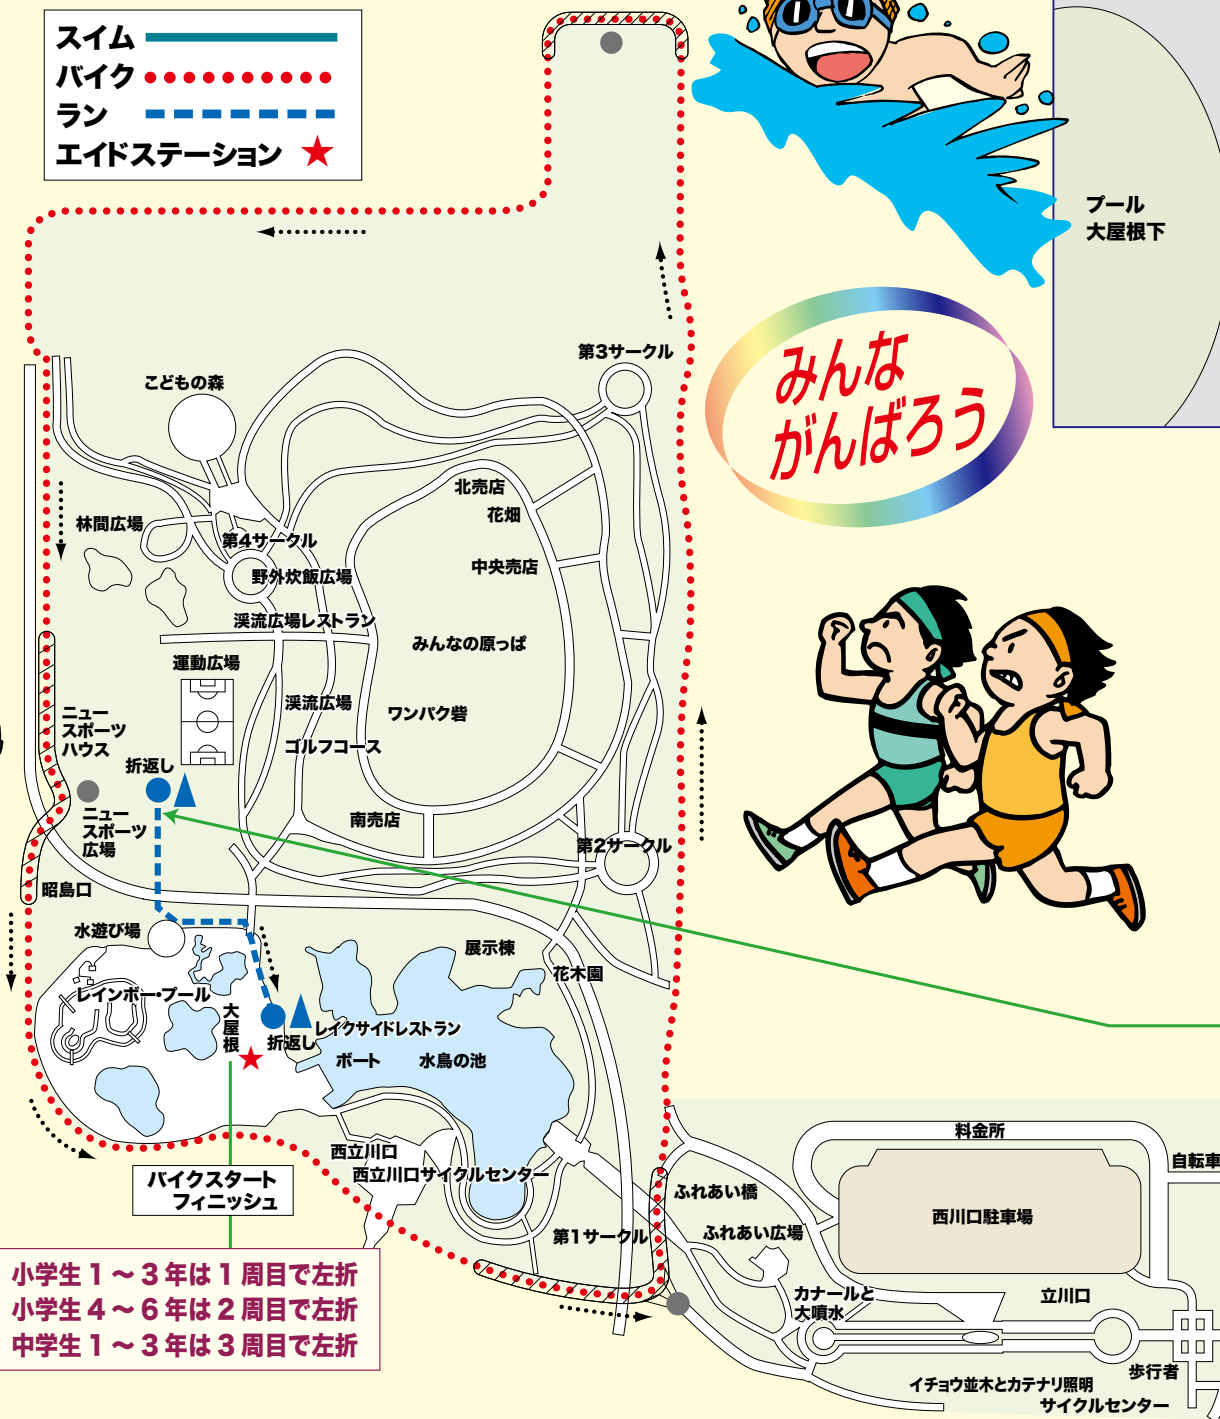 スイム
バイク
ラン
エイドステーション
プール
大屋根下
みんな
がんばろう
第3サークル
こどもの森
北売店
花畑
林間広場
第4サークル
中央売店
野外炊飯広場
渓流広場レストラン
みんなの原っぱ
運動広場
渓流広場
ワンパク砦
ニュー
スポーツ
ハウス
ゴルフコース
折返し
ニュー
スポーツ
広場
南売店
第2サークル
昭島口
水遊び場
展示棟
花木園
レインボー・プール
大屋根
折返し
レイクサイドレストラン
ボート
水鳥の池
西立川口
西立川口サイクルセンター
バイクスタート
フィニッシュ
料金所
自転車
ふれあい橋
西川口駐車場
第1サークル
ふれあい広場
小学生1～3年は1周目で左折
小学生4～6年は2周目で左折
中学生1～3年は3周目で左折
カナールと
大噴水
立川口
歩行者
イチョウ並木とカテナリ照明
サイクルセンター